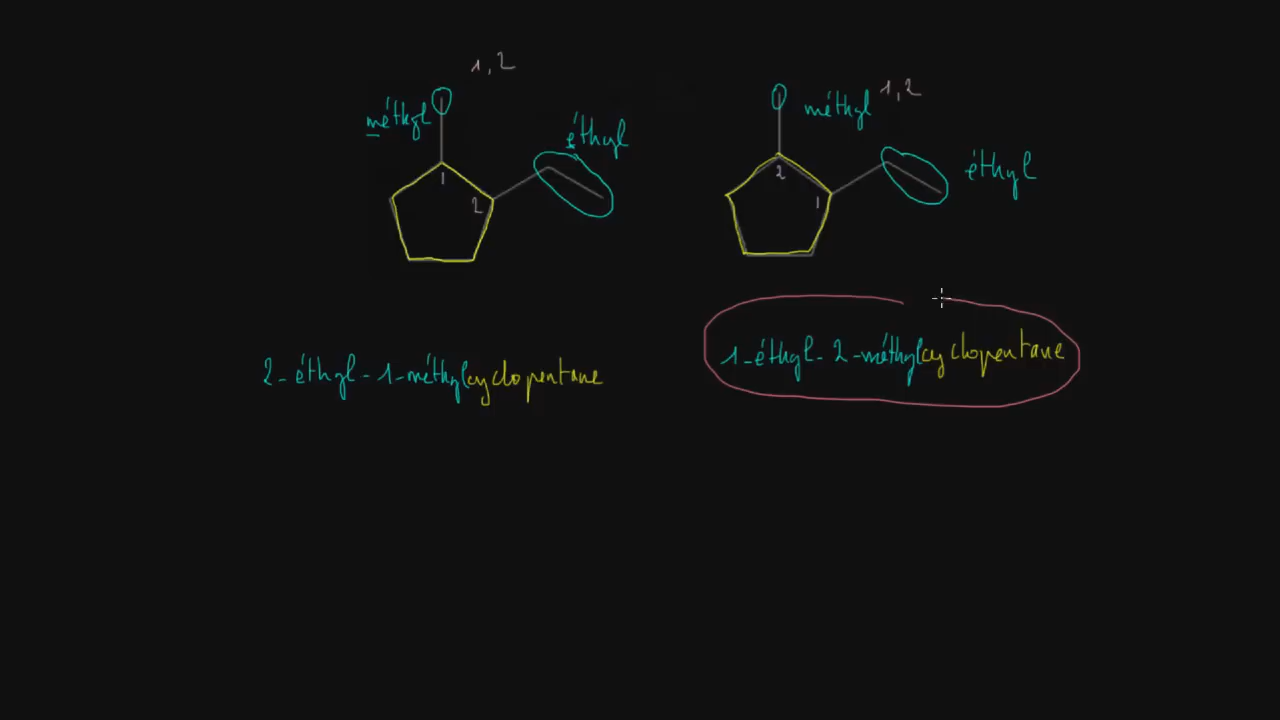 1, 2
méthyl
éthyl
1
2
2-éthyl-1-méthylcyclopentane
méthyl
1, 2
éthyl
2
1
1-éthyl-2-méthylcyclopentane